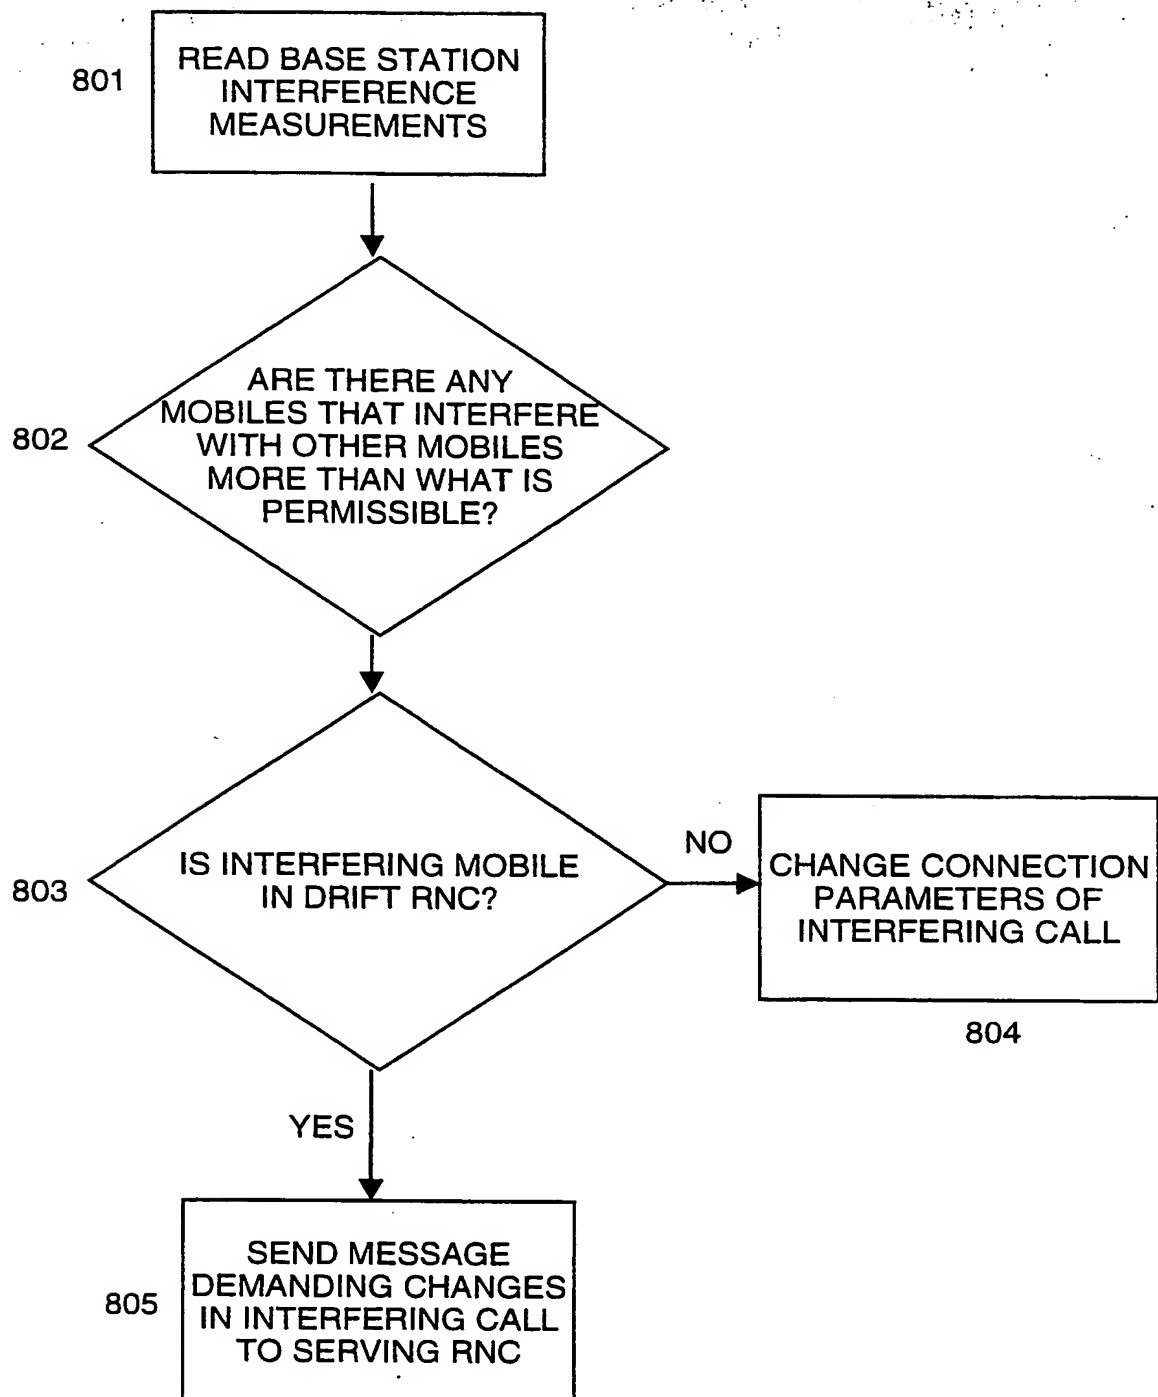 801
READ BASE STATION
INTERFERENCE
MEASUREMENTS
802
ARE THERE ANY
MOBILES THAT INTERFERE
WITH OTHER MOBILES
MORE THAN WHAT IS
PERMISSIBLE?
803
IS INTERFERING MOBILE
IN DRIFT RNC?
NO
CHANGE CONNECTION
PARAMETERS OF
INTERFERING CALL
804
YES
805
SEND MESSAGE
DEMANDING CHANGES
IN INTERFERING CALL
TO SERVING RNC